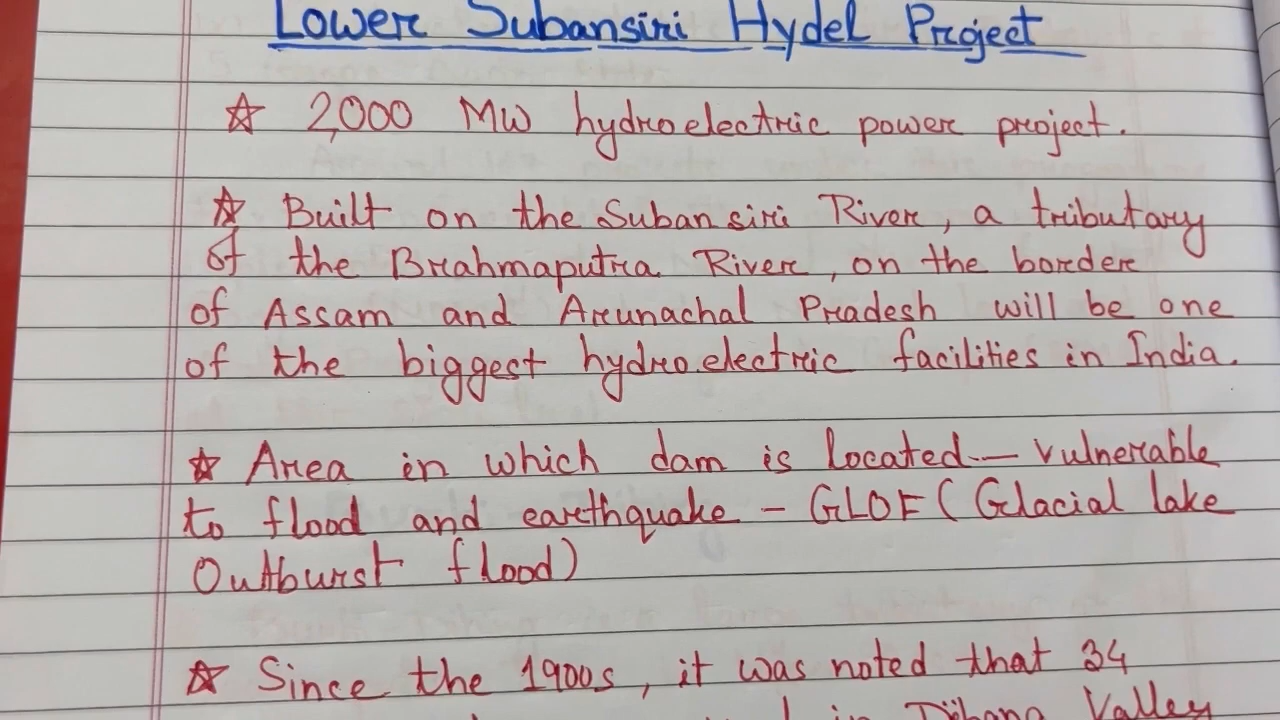 Lower Subansiri Hydel Project
☆ 2,000 MW hydroelectric power project.
☆ Built on the Subansiri River, a tributary
of the Brahmaputra River, on the border
of Assam and Arunachal Pradesh will be one
of the biggest hydroelectric facilities in India.
☆ Area in which dam is located — vulnerable
to flood and earthquake - GLOF (Glacial lake
Outburst flood)
☆ Since the 1900s, it was noted that 34
in Dibang Valley